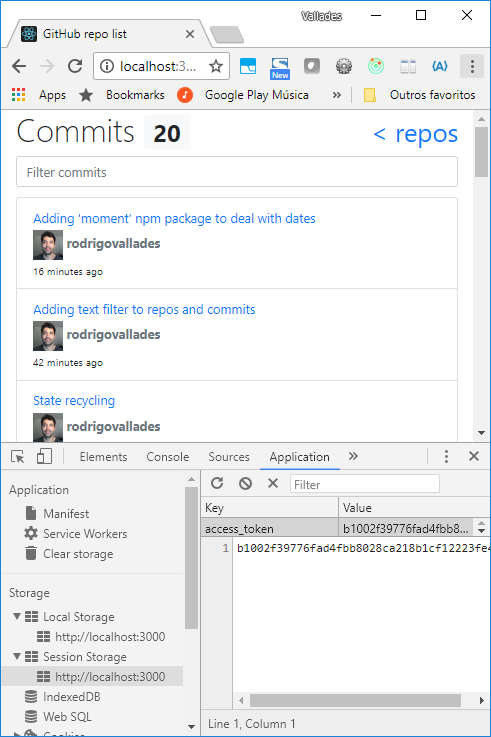 Vallades
GitHub repo list
localhost:3...
New
Apps Bookmarks Google Play Música » Outros favoritos
Commits 20 < repos
Filter commits
Adding 'moment' npm package to deal with dates
rodrigovallades
16 minutes ago
Adding text filter to repos and commits
rodrigovallades
42 minutes ago
State recycling
rodrigovallades
Elements Console Sources Application »
Application
Manifest
Service Workers
Clear storage
Storage
Local Storage
http://localhost:3000
Session Storage
http://localhost:3000
IndexedDB
Web SQL
Cookies
Filter
Key Value
access_token b1002f39776fad4fbb8...
1 b1002f39776fad4fbb8028ca218b1cf12223fe4
Line 1, Column 1